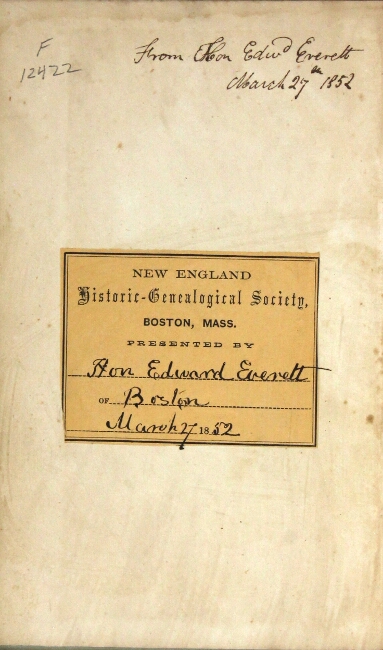 F
12422
From Hon Edwd Everett
March 27th 1852
NEW ENGLAND
Historic-Genealogical Society,
BOSTON, MASS.
PRESENTED BY
Hon Edward Everett
OF Boston
March 27 1852